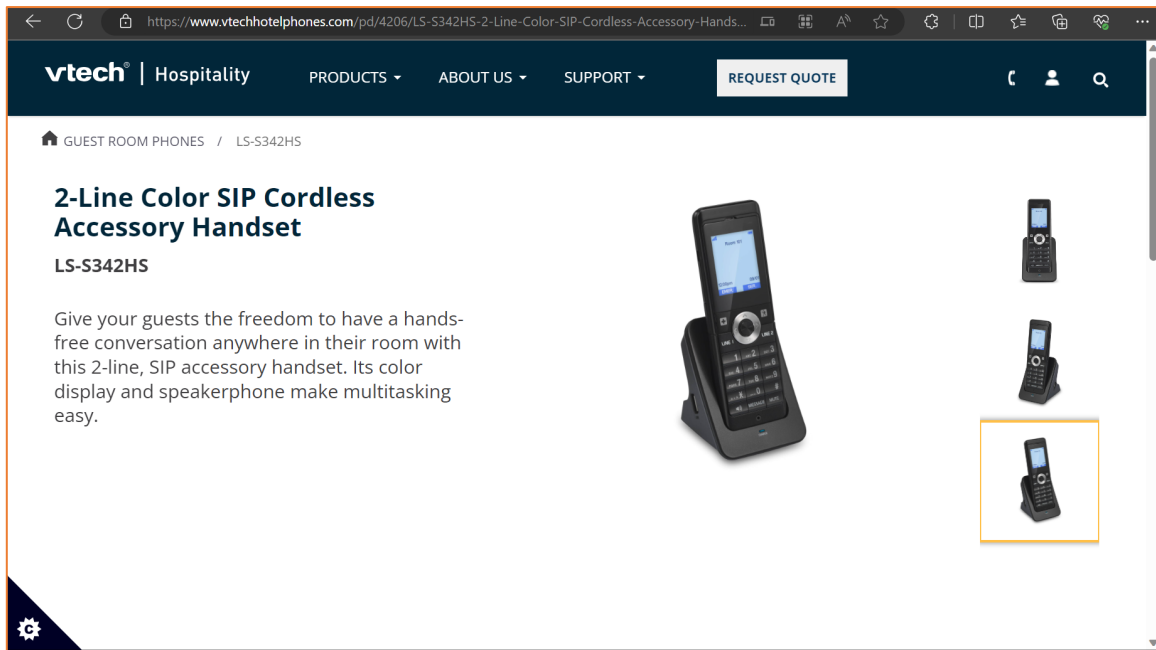 https://www.vtechhotelphones.com/pd/4206/LS-S342HS-2-Line-Color-SIP-Cordless-Accessory-Hands...
vtech® | Hospitality PRODUCTS ABOUT US SUPPORT REQUEST QUOTE
GUEST ROOM PHONES / LS-S342HS
2-Line Color SIP Cordless
Accessory Handset
LS-S342HS
Give your guests the freedom to have a hands-
free conversation anywhere in their room with
this 2-line, SIP accessory handset. Its color
display and speakerphone make multitasking
easy.
LINE 1 LINE 2